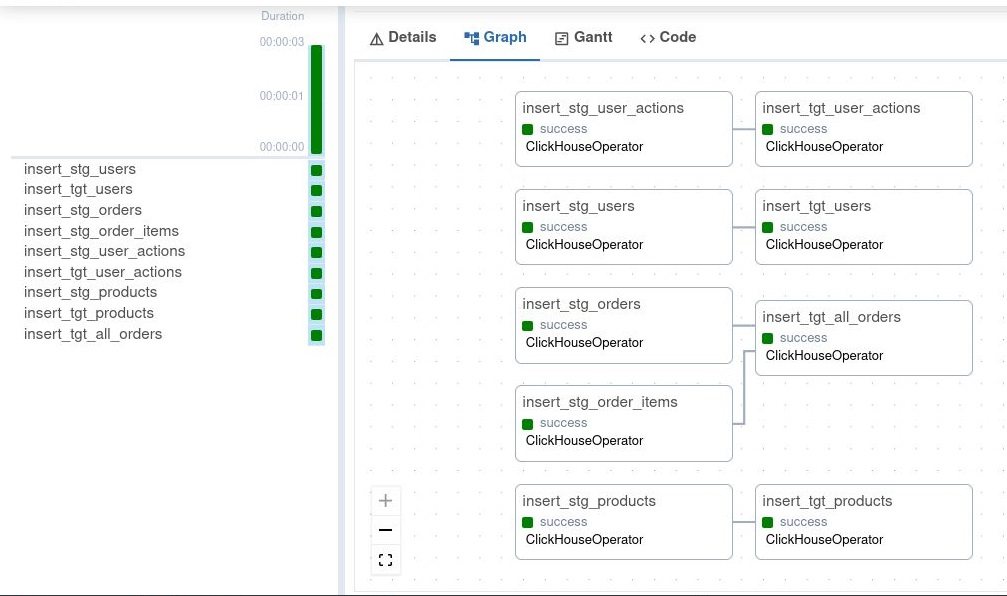 Duration
00:00:03
00:00:01
00:00:00
insert_stg_users
insert_tgt_users
insert_stg_orders
insert_stg_order_items
insert_stg_user_actions
insert_tgt_user_actions
insert_stg_products
insert_tgt_products
insert_tgt_all_orders
Details
Graph
Gantt
Code
insert_stg_user_actions
success
ClickHouseOperator
insert_tgt_user_actions
success
ClickHouseOperator
insert_stg_users
success
ClickHouseOperator
insert_tgt_users
success
ClickHouseOperator
insert_stg_orders
success
ClickHouseOperator
insert_tgt_all_orders
success
ClickHouseOperator
insert_stg_order_items
success
ClickHouseOperator
insert_stg_products
success
ClickHouseOperator
insert_tgt_products
success
ClickHouseOperator